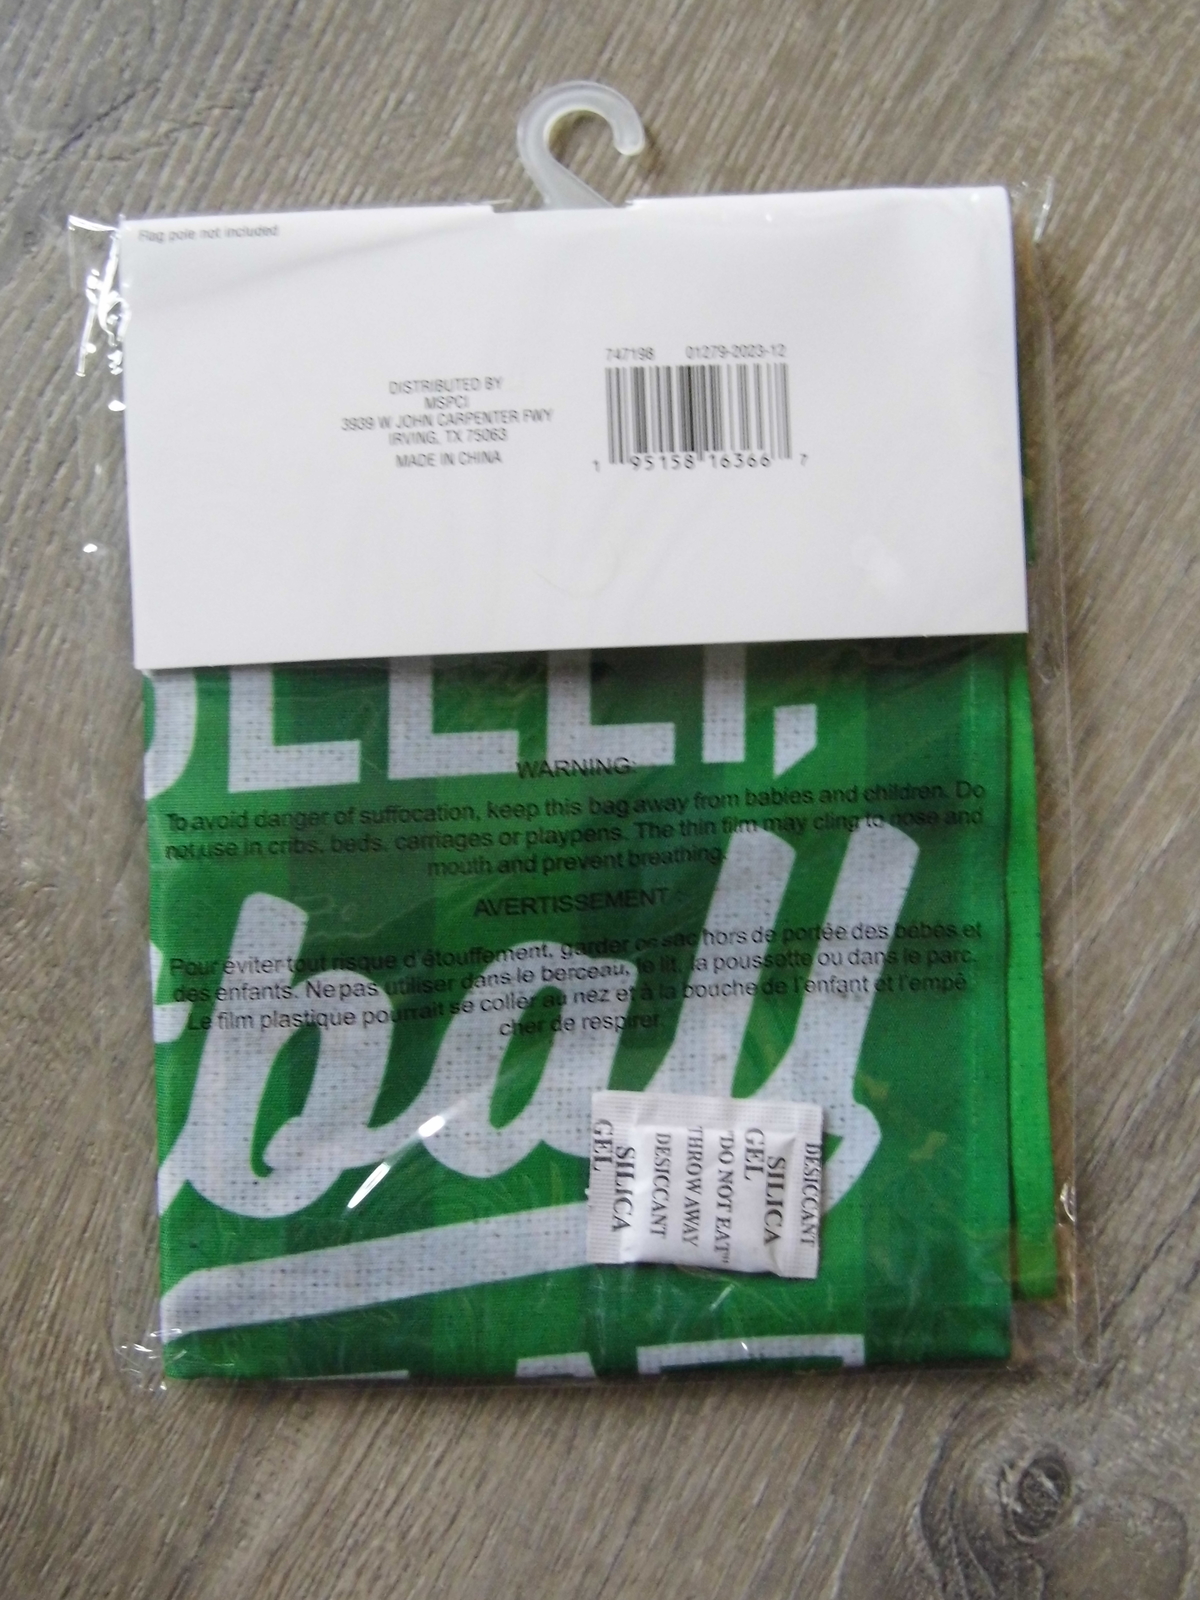 Flag pole not included
747198 01279-2023-12
DISTRIBUTED BY
MSPCI
3939 W JOHN CARPENTER FWY
IRVING, TX 75063
MADE IN CHINA
1 95158 16366 7
WARNING:
To avoid danger of suffocation, keep this bag away from babies and children. Do
not use in cribs, beds, carriages or playpens. The thin film may cling to nose and
mouth and prevent breathing.
AVERTISSEMENT :
Pour éviter tout risque d'étouffement, garder ce sac hors de portée des bébés et
des enfants. Ne pas utiliser dans le berceau, le lit, la poussette ou dans le parc.
Le film plastique pourrait se coller au nez et à la bouche de l'enfant et l'empê
cher de respirer.
ball
DESICCANT
SILICA
GEL
"DO NOT EAT"
THROW AWAY
DESICCANT
SILICA
GEL